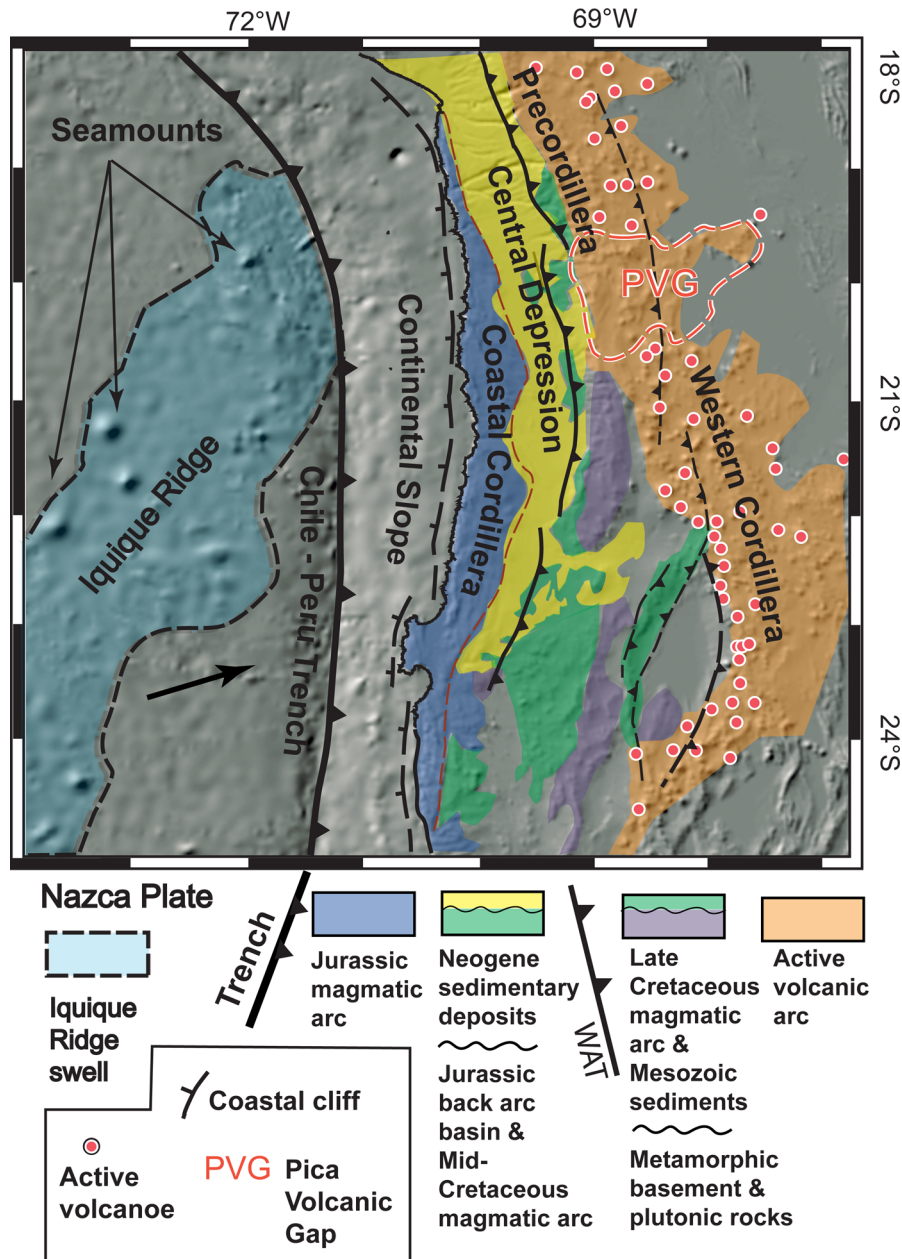 72°W
69°W
18°S
21°S
24°S
Seamounts
Precordillera
Central Depression
PVG
Continental Slope
Coastal Cordillera
Western Cordillera
Iquique Ridge
Chile - Peru Trench
Nazca Plate
Iquique
Ridge
swell
Trench
Jurassic
magmatic
arc
Neogene
sedimentary
deposits
Jurassic
back arc
basin &
Mid-
Cretaceous
magmatic arc
WAT
Late
Cretaceous
magmatic
arc &
Mesozoic
sediments
Metamorphic
basement &
plutonic rocks
Active
volcanic
arc
Coastal cliff
Active
volcanoe
PVG Pica
Volcanic
Gap